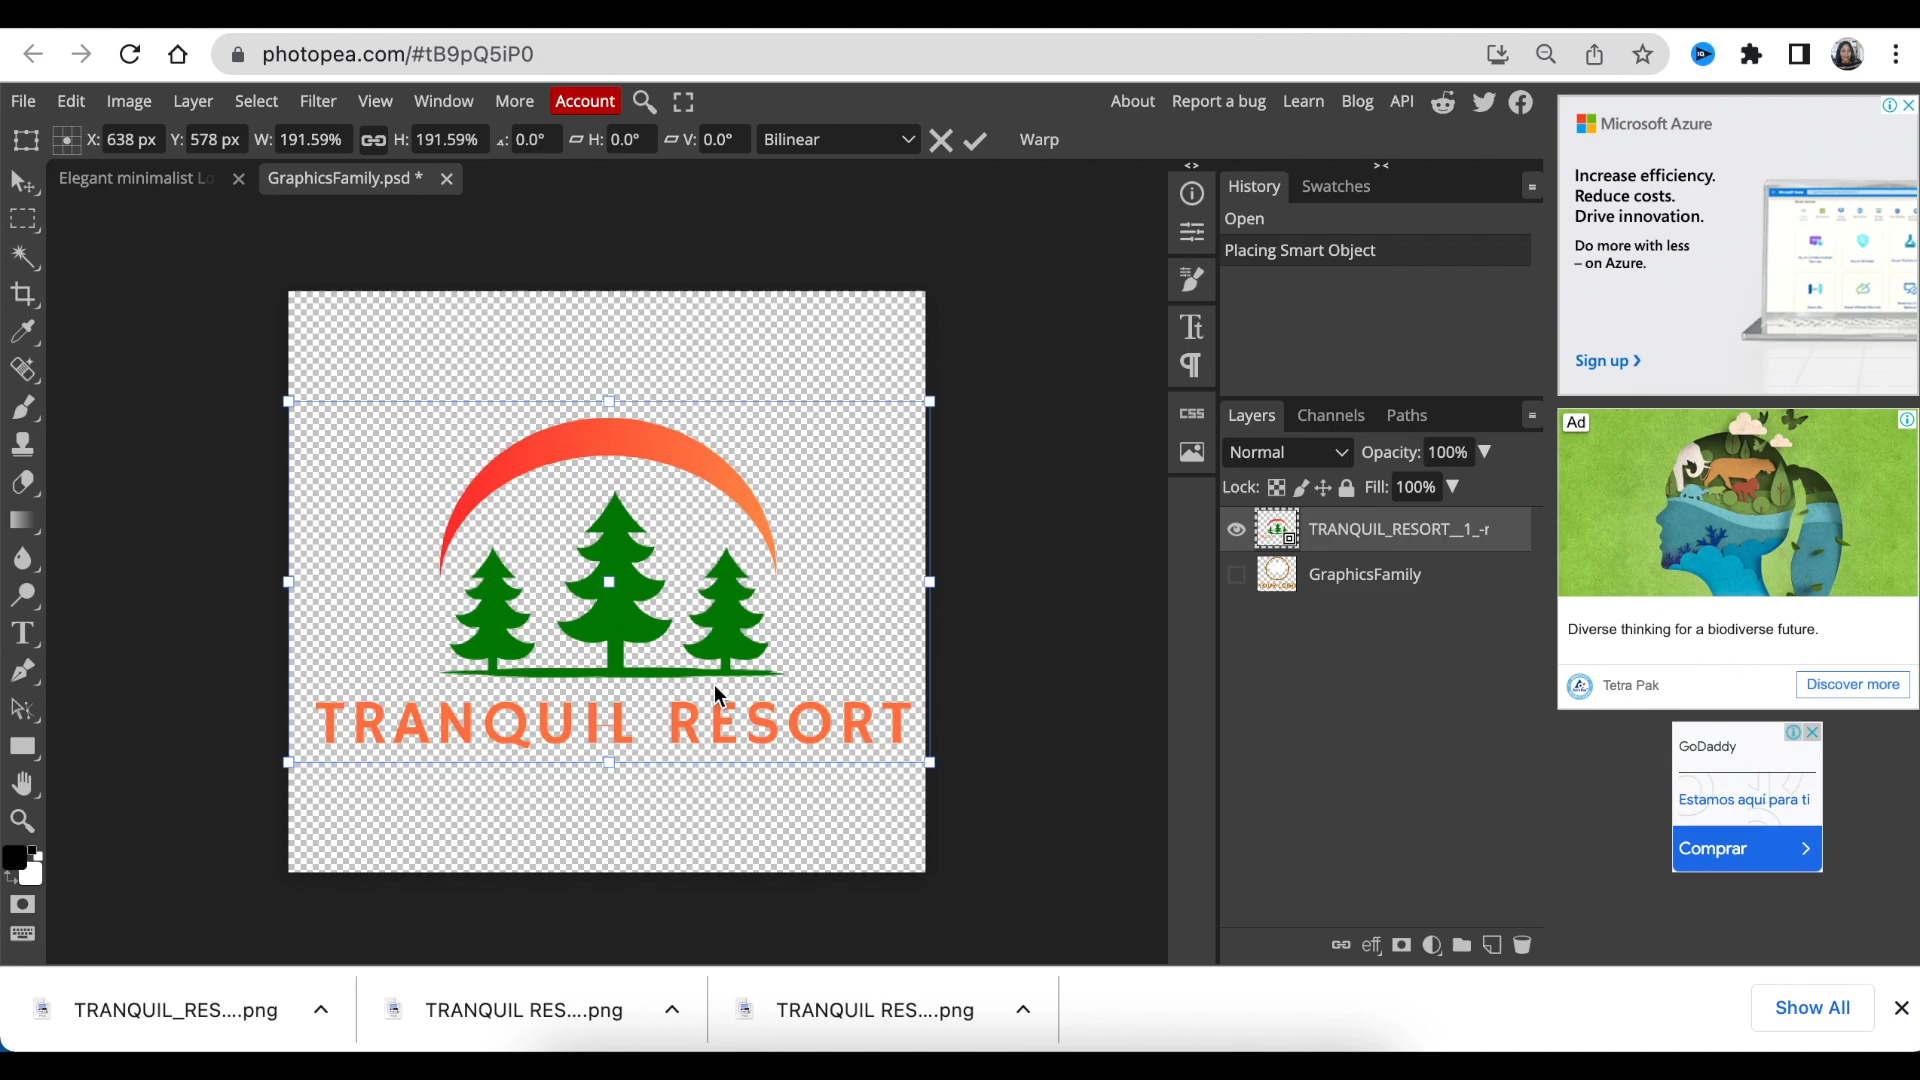 photopea.com/#tB9pQ5iP0
File Edit Image Layer Select Filter View Window More Account
About Report a bug Learn Blog API
X: 638 px Y: 578 px W: 191.59% H: 191.59% 0.0° H: 0.0° V: 0.0° Bilinear Warp
Elegant minimalist Lo
GraphicsFamily.psd *
History Swatches
Open
Placing Smart Object
CSS
Layers Channels Paths
Normal Opacity: 100%
Lock: Fill: 100%
TRANQUIL_RESORT__1_-r
GraphicsFamily
eff
TRANQUIL RESORT
Microsoft Azure
Increase efficiency.
Reduce costs.
Drive innovation.
Do more with less
– on Azure.
Sign up
Ad
Diverse thinking for a biodiverse future.
Tetra Pak
Discover more
GoDaddy
Estamos aquí para ti
Comprar
TRANQUIL_RES....png
TRANQUIL RES....png
TRANQUIL RES....png
Show All